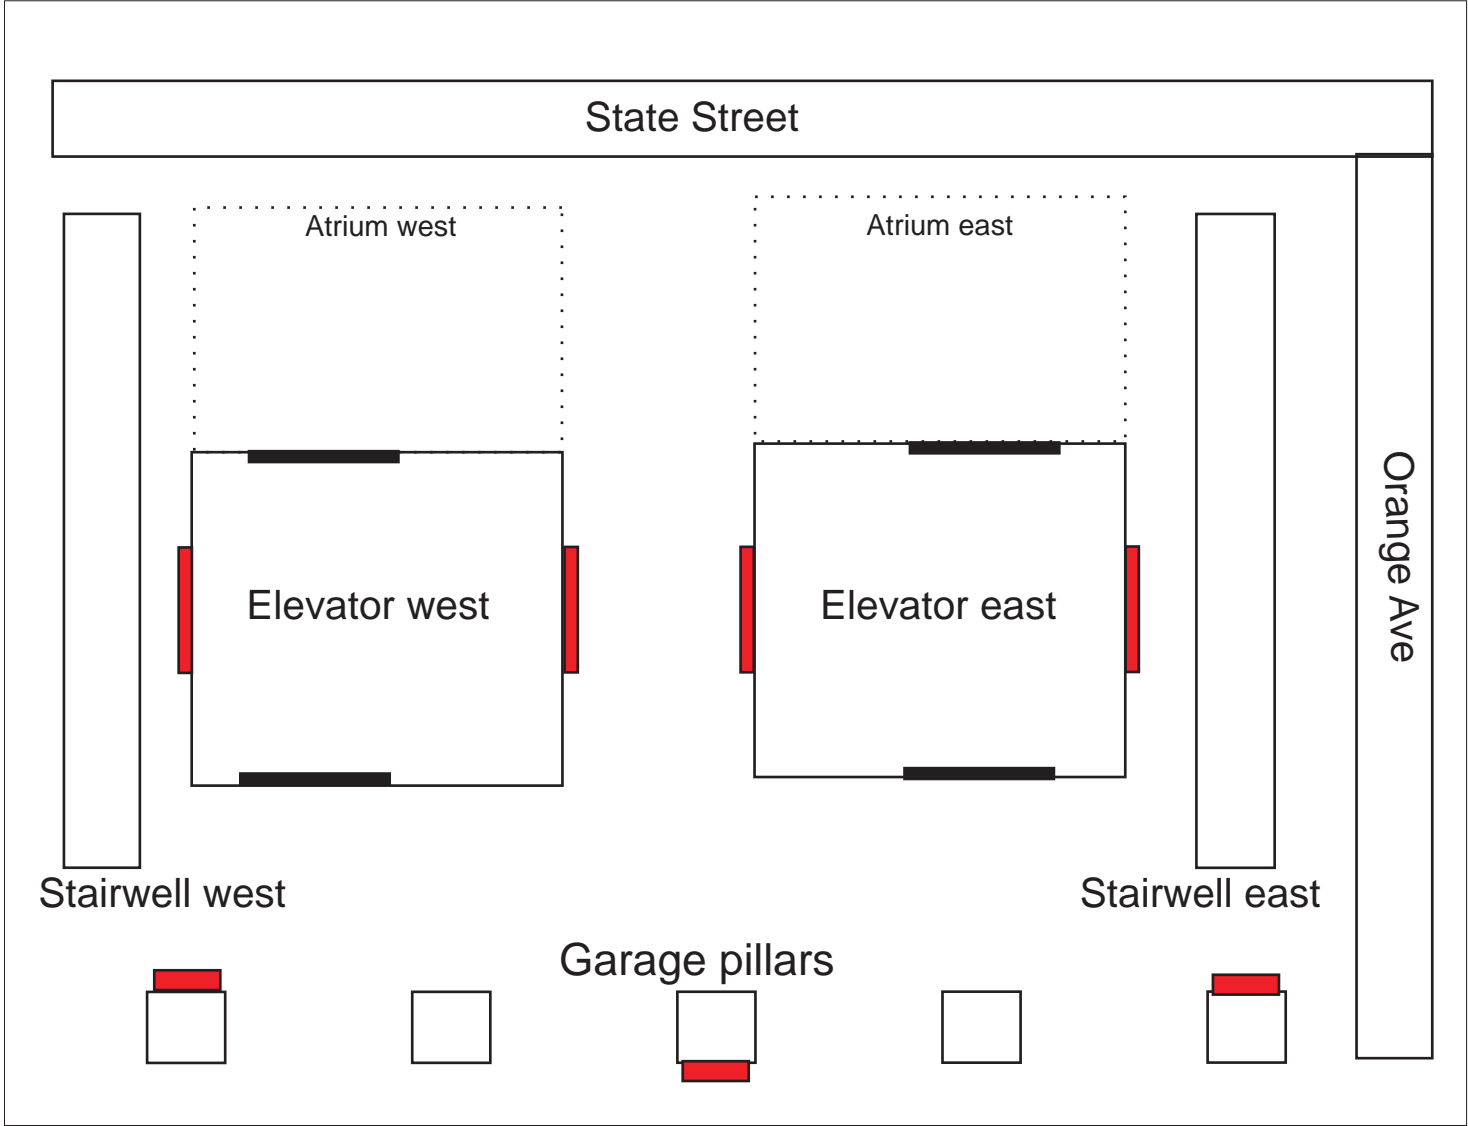 State Street
Atrium west
Atrium east
Elevator west
Elevator east
Orange Ave
Stairwell west
Stairwell east
Garage pillars